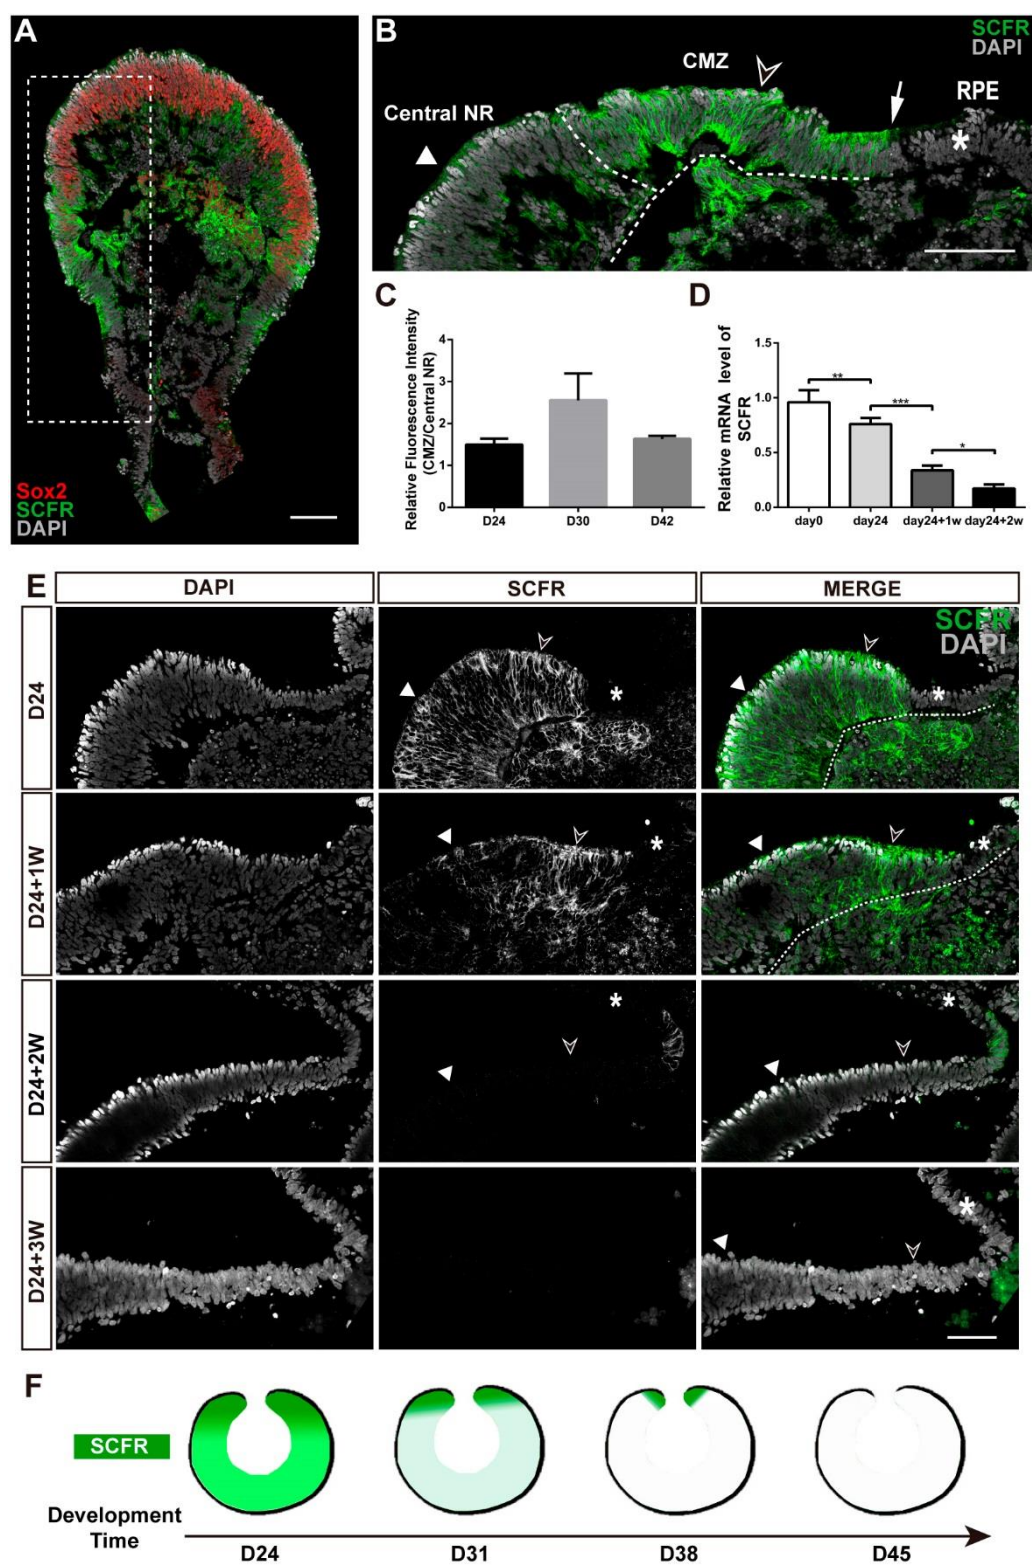 A
Sox2
SCFR
DAPI
B
SCFR
DAPI
CMZ
Central NR
RPE
*
C
Relative Fluorescence Intensity
(CMZ/Central NR)
4
3
2
1
0
D24
D30
D42
D
Relative mRNA level of
SCFR
1.5
1.0
0.5
0.0
**
***
*
day0
day24
day24+1w
day24+2w
E
DAPI
SCFR
MERGE
SCFR
DAPI
D24
*
*
D24+1W
*
*
D24+2W
*
*
D24+3W
*
F
SCFR
Development
Time
D24
D31
D38
D45